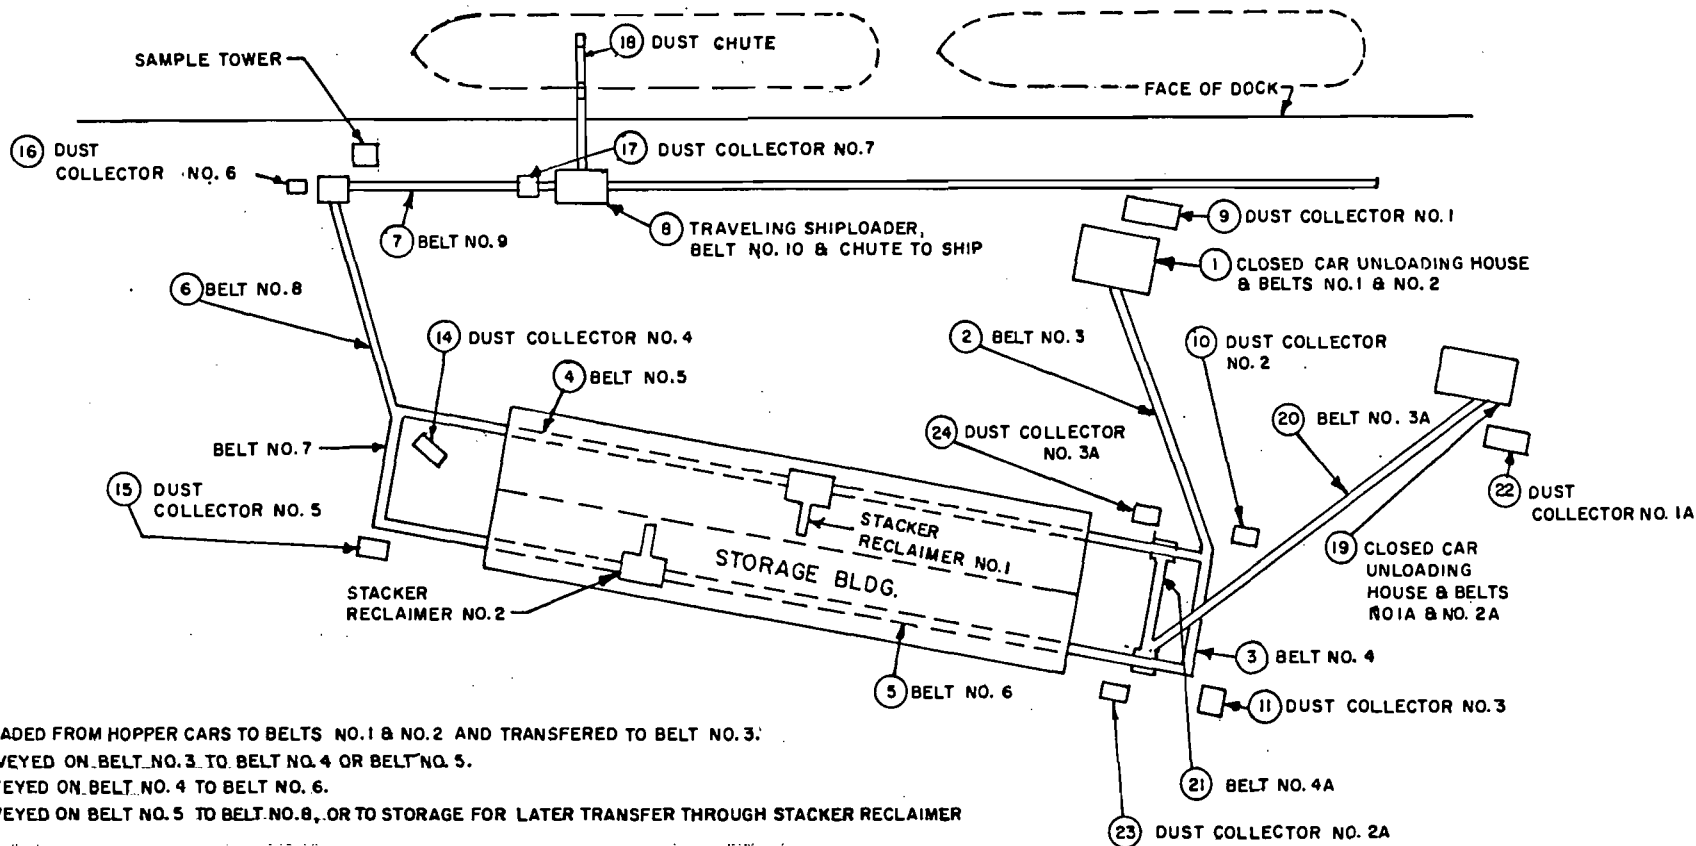 18 DUST CHUTE
SAMPLE TOWER
FACE OF DOCK
16 DUST
COLLECTOR NO. 6
17 DUST COLLECTOR NO.7
9 DUST COLLECTOR NO.1
8 TRAVELING SHIPLOADER,
BELT NO.10 & CHUTE TO SHIP
7 BELT NO.9
1 CLOSED CAR UNLOADING HOUSE
& BELTS NO.1 & NO.2
6 BELT NO.8
14 DUST COLLECTOR NO.4
2 BELT NO.3
10 DUST COLLECTOR
NO.2
4 BELT NO.5
20 BELT NO. 3A
24 DUST COLLECTOR
NO. 3A
BELT NO.7
15 DUST
COLLECTOR NO. 5
22 DUST
COLLECTOR NO. 1A
STACKER
RECLAIMER NO.1
STORAGE BLDG.
19 CLOSED CAR
UNLOADING
HOUSE & BELTS
NO1A & NO. 2A
STACKER
RECLAIMER NO.2
3 BELT NO. 4
5 BELT NO. 6
11 DUST COLLECTOR NO.3
ADED FROM HOPPER CARS TO BELTS NO.1 & NO.2 AND TRANSFERED TO BELT NO.3.
VEYED ON BELT NO.3 TO BELT NO.4 OR BELT NO.5.
EYED ON BELT NO. 4 TO BELT NO. 6.
VEYED ON BELT NO.5 TO BELT NO.8, OR TO STORAGE FOR LATER TRANSFER THROUGH STACKER RECLAIMER
21 BELT NO. 4A
23 DUST COLLECTOR NO. 2A